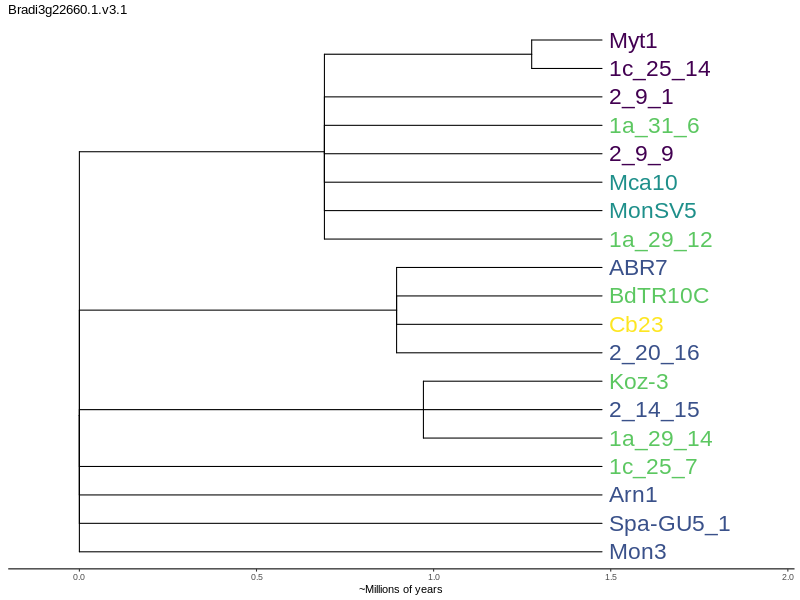 Bradi3g22660.1.v3.1
Myt1
1c_25_14
2_9_1
1a_31_6
2_9_9
Mca10
MonSV5
1a_29_12
ABR7
BdTR10C
Cb23
2_20_16
Koz-3
2_14_15
1a_29_14
1c_25_7
Arn1
Spa-GU5_1
Mon3
0.0 0.5 1.0 1.5 2.0
~Millions of years